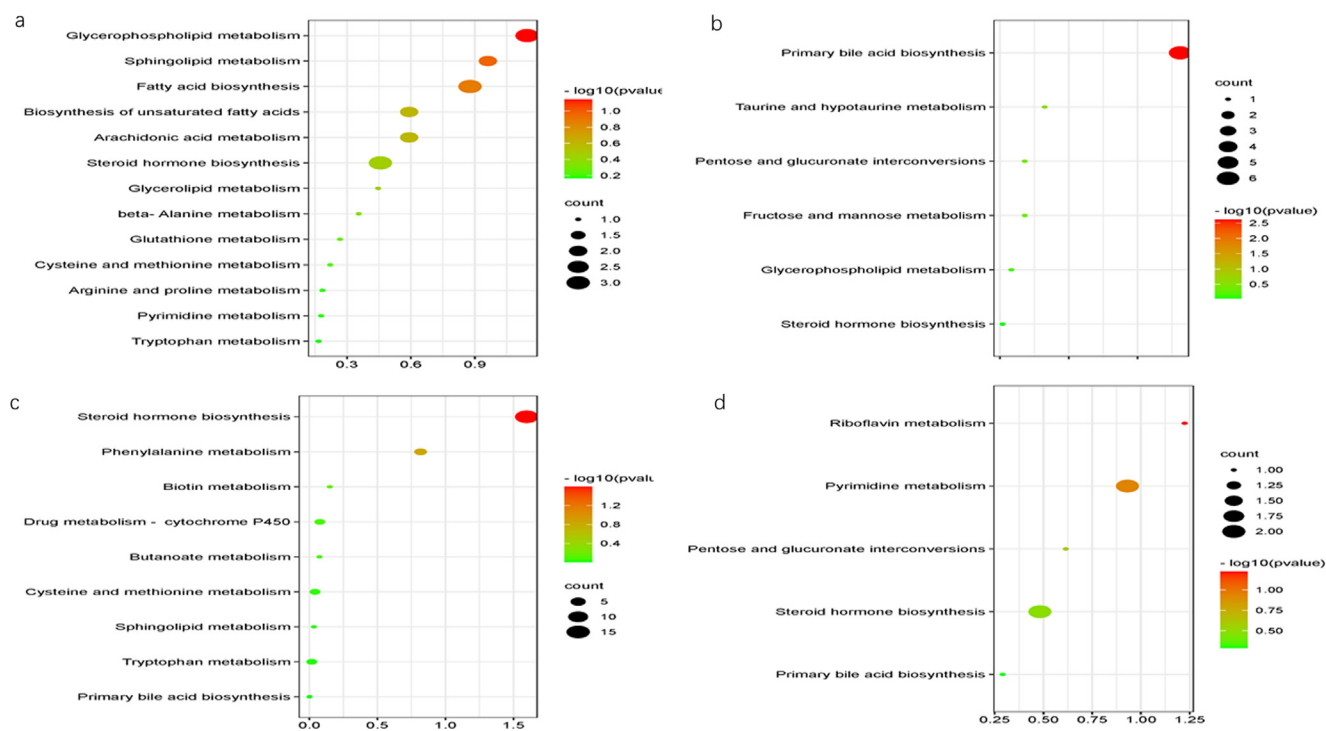 a
Glycerophospholipid metabolism
Sphingolipid metabolism
Fatty acid biosynthesis
Biosynthesis of unsaturated fatty acids
Arachidonic acid metabolism
Steroid hormone biosynthesis
Glycerolipid metabolism
beta- Alanine metabolism
Glutathione metabolism
Cysteine and methionine metabolism
Arginine and proline metabolism
Pyrimidine metabolism
Tryptophan metabolism
0.3 0.6 0.9
- log10(pvalue
1.0
0.8
0.6
0.4
0.2
count
1.0
1.5
2.0
2.5
3.0
b
Primary bile acid biosynthesis
Taurine and hypotaurine metabolism
Pentose and glucuronate interconversions
Fructose and mannose metabolism
Glycerophospholipid metabolism
Steroid hormone biosynthesis
count
1
2
3
4
5
6
- log10(pvalue)
2.5
2.0
1.5
1.0
0.5
c
Steroid hormone biosynthesis
Phenylalanine metabolism
Biotin metabolism
Drug metabolism - cytochrome P450
Butanoate metabolism
Cysteine and methionine metabolism
Sphingolipid metabolism
Tryptophan metabolism
Primary bile acid biosynthesis
0.0 0.5 1.0 1.5
- log10(pvalu
1.2
0.8
0.4
count
5
10
15
d
Riboflavin metabolism
Pyrimidine metabolism
Pentose and glucuronate interconversions
Steroid hormone biosynthesis
Primary bile acid biosynthesis
0.25 0.50 0.75 1.00 1.25
count
1.00
1.25
1.50
1.75
2.00
- log10(pvalue)
1.00
0.75
0.50